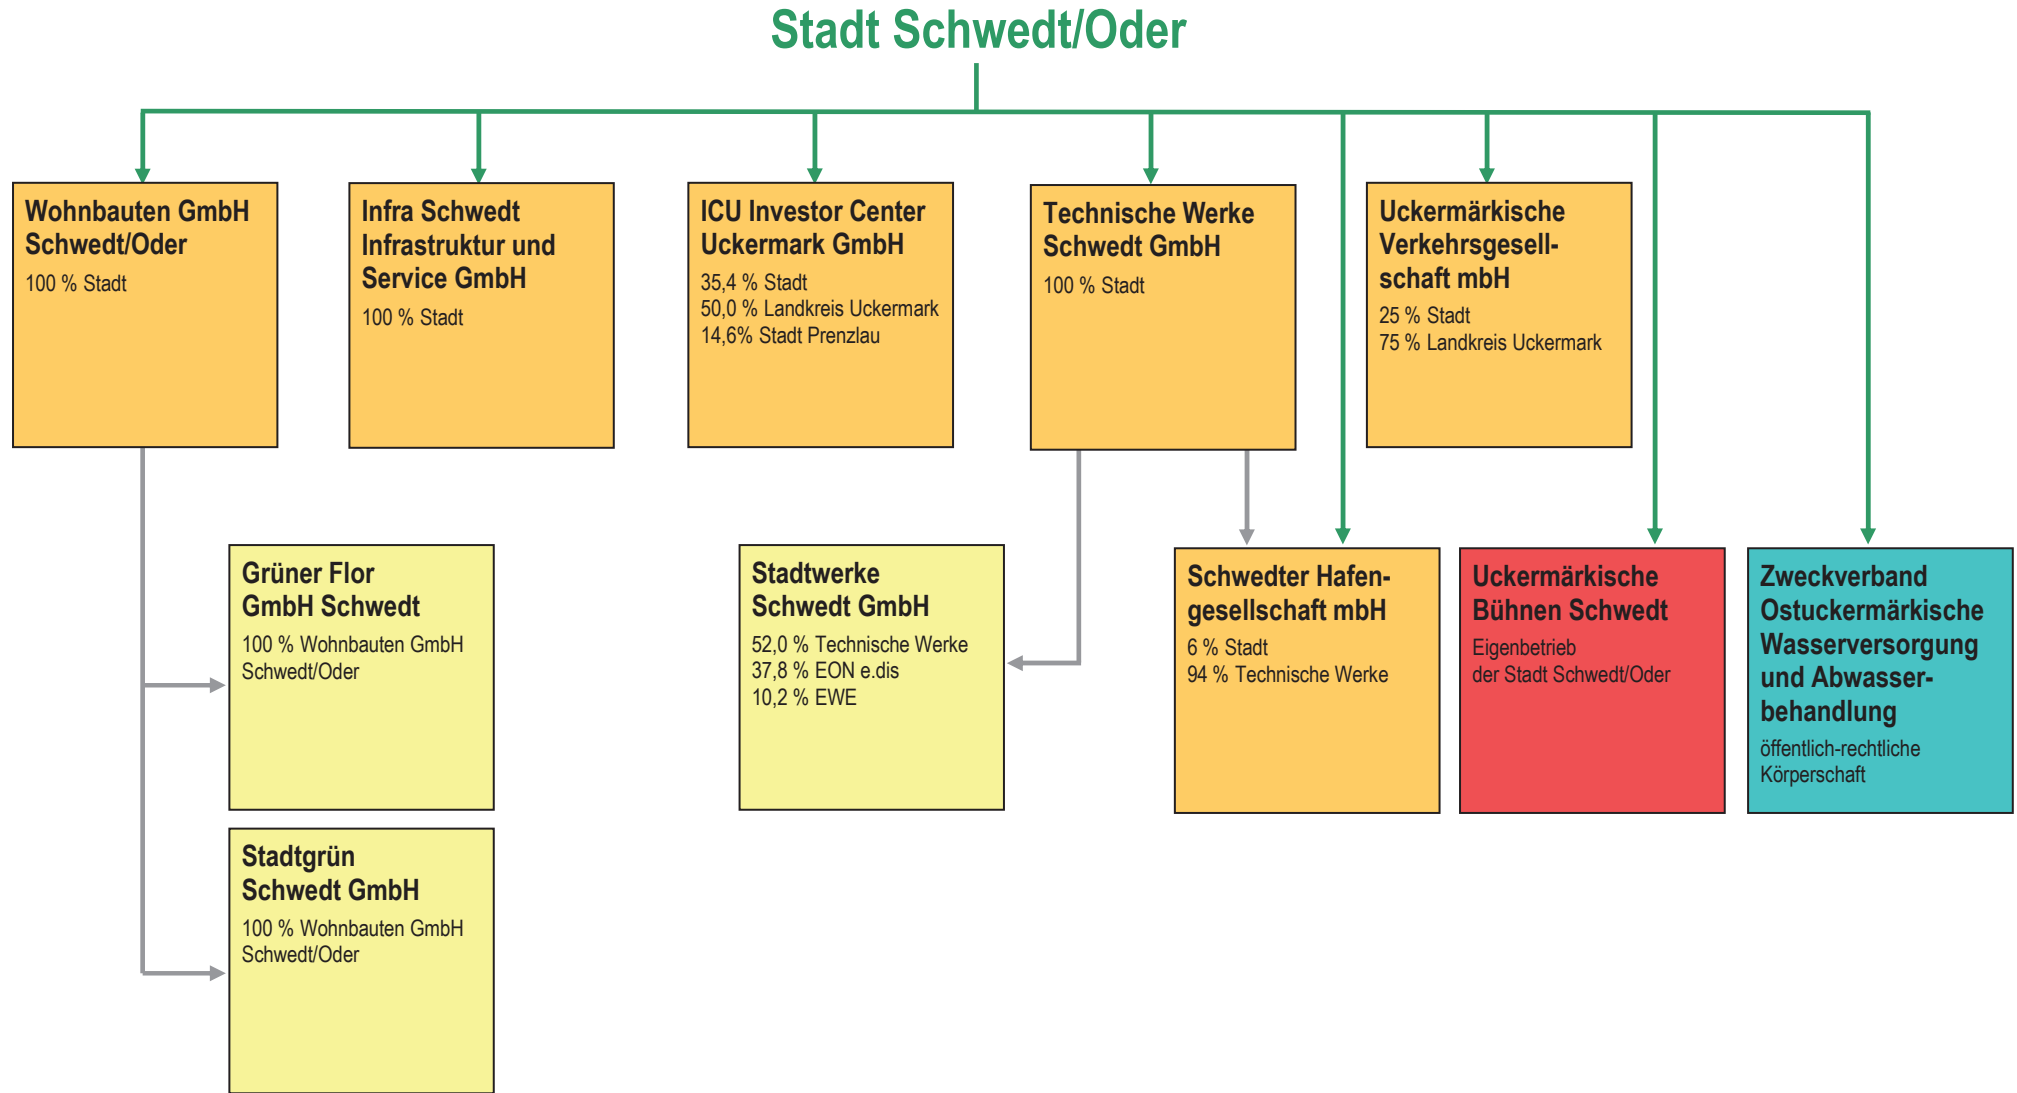 Stadt Schwedt/Oder
Wohnbauten GmbH
Schwedt/Oder
100 % Stadt
Infra Schwedt
Infrastruktur und
Service GmbH
100 % Stadt
ICU Investor Center
Uckermark GmbH
35,4 % Stadt
50,0 % Landkreis Uckermark
14,6% Stadt Prenzlau
Technische Werke
Schwedt GmbH
100 % Stadt
Uckermärkische
Verkehrsgesell-
schaft mbH
25 % Stadt
75 % Landkreis Uckermark
Grüner Flor
GmbH Schwedt
100 % Wohnbauten GmbH
Schwedt/Oder
Stadtwerke
Schwedt GmbH
52,0 % Technische Werke
37,8 % EON e.dis
10,2 % EWE
Schwedter Hafen-
gesellschaft mbH
6 % Stadt
94 % Technische Werke
Uckermärkische
Bühnen Schwedt
Eigenbetrieb
der Stadt Schwedt/Oder
Zweckverband
Ostuckermärkische
Wasserversorgung
und Abwasser-
behandlung
öffentlich-rechtliche
Körperschaft
Stadtgrün
Schwedt GmbH
100 % Wohnbauten GmbH
Schwedt/Oder